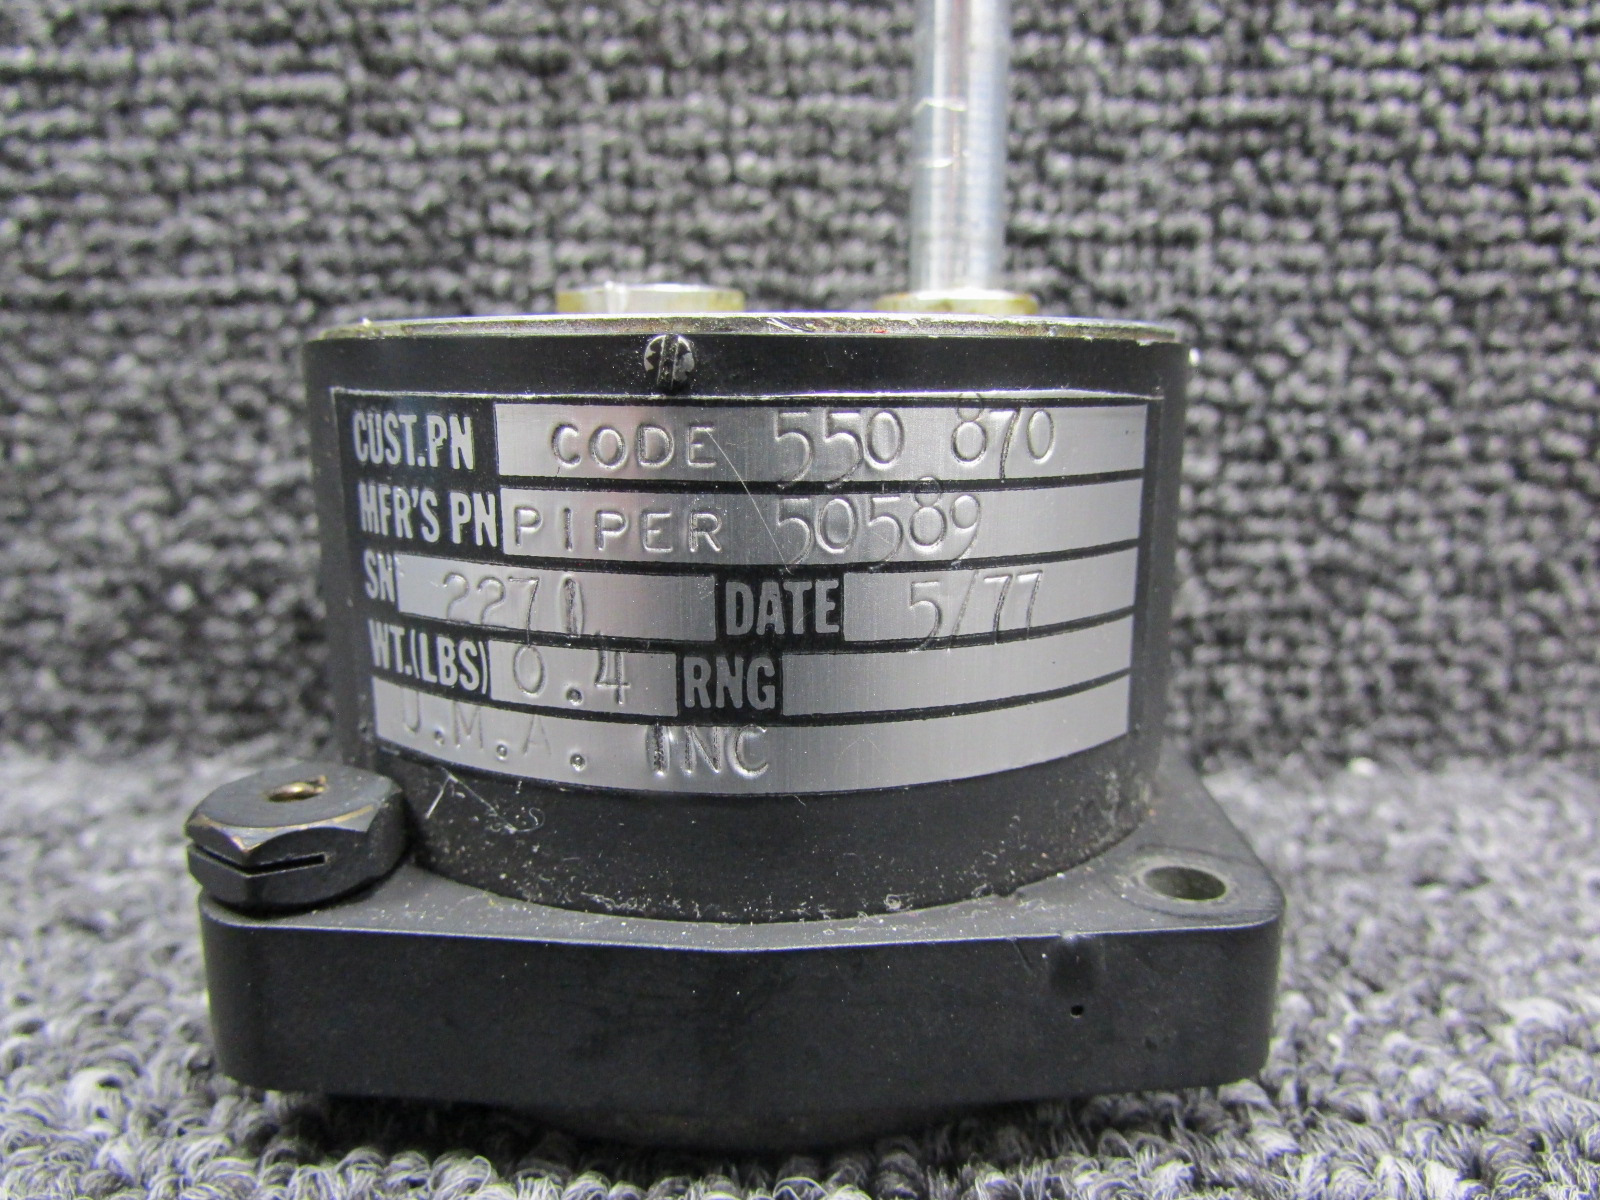 CUST.PN CODE 550 870
MFR'S PN PIPER 50589
SN 2271 DATE 5/77
WT.(LBS) 0.4 RNG
U.M.A. INC